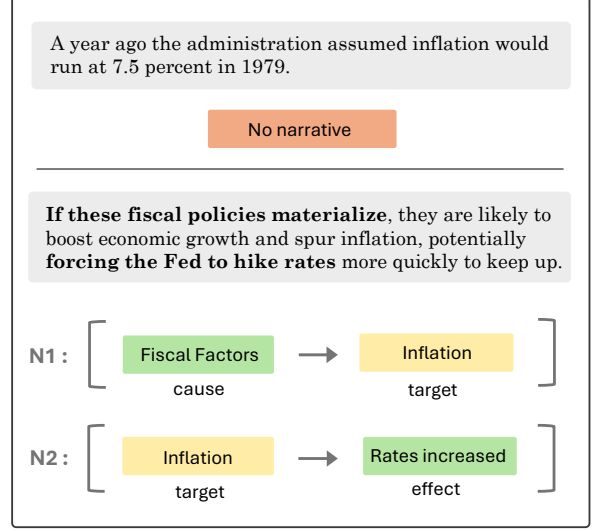 A year ago the administration assumed inflation would
run at 7.5 percent in 1979.
No narrative
If these fiscal policies materialize, they are likely to
boost economic growth and spur inflation, potentially
forcing the Fed to hike rates more quickly to keep up.
N1 : Fiscal Factors → Inflation
cause target
N2 : Inflation → Rates increased
target effect